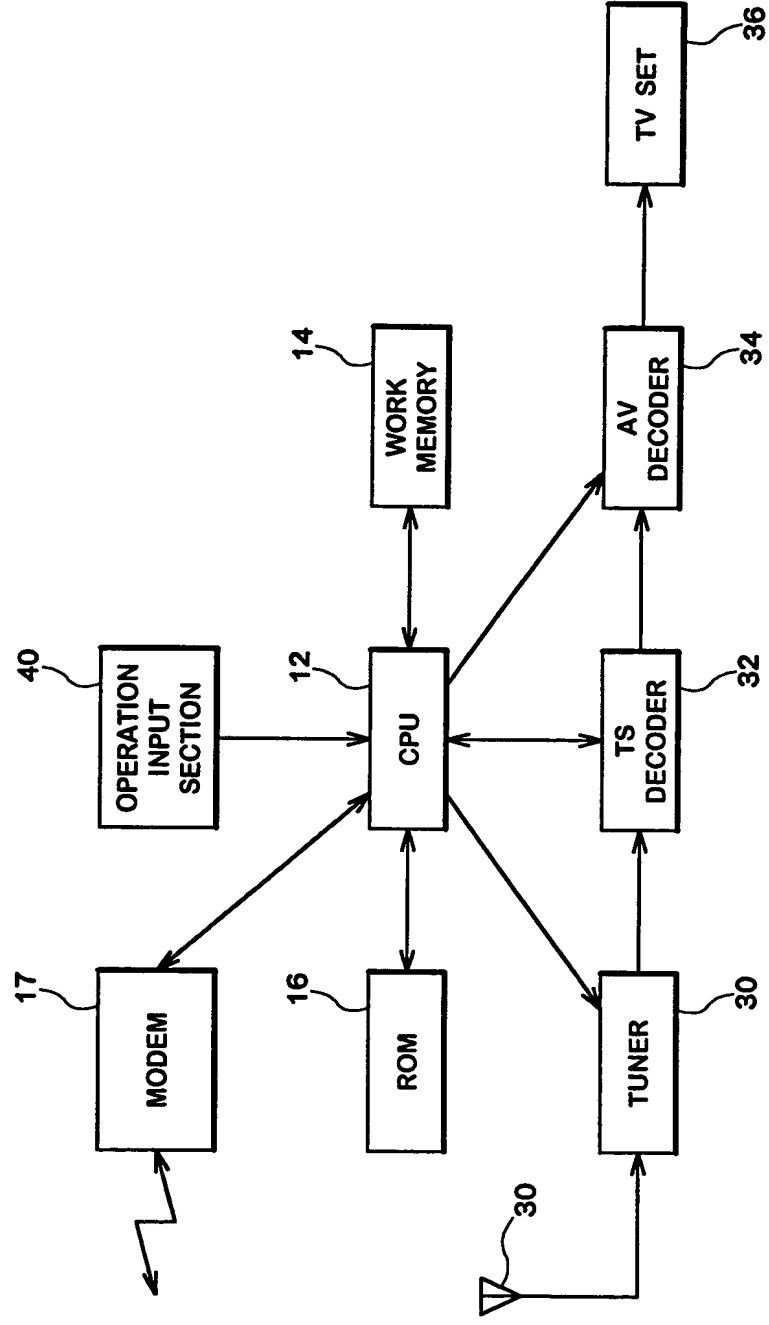 17
MODEM
40
OPERATION
INPUT
SECTION
16
ROM
12
CPU
14
WORK
MEMORY
30
TUNER
30
TS
DECODER
32
AV
DECODER
34
TV SET
36